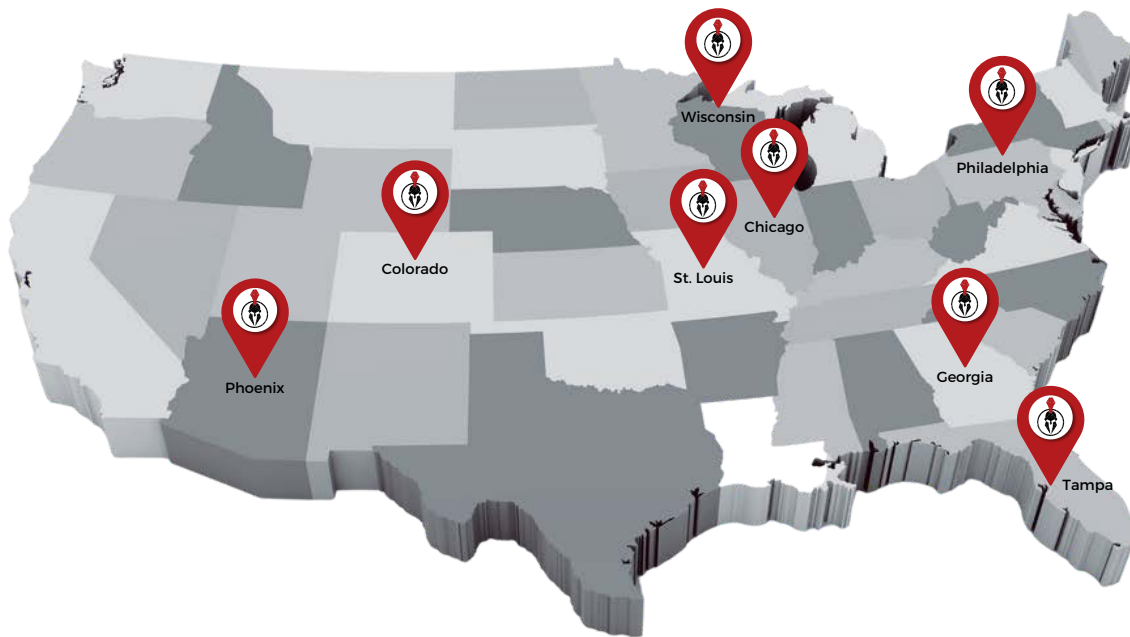 Wisconsin
Philadelphia
Chicago
Colorado
St. Louis
Georgia
Phoenix
Tampa